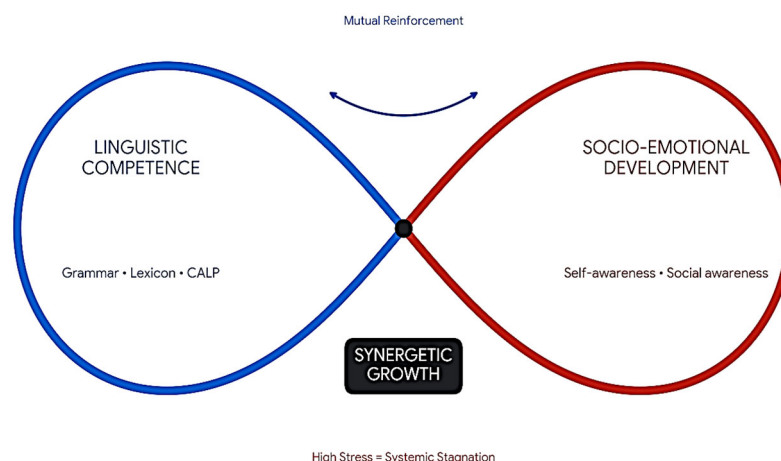 Mutual Reinforcement
LINGUISTIC
COMPETENCE
SOCIO-EMOTIONAL
DEVELOPMENT
Grammar • Lexicon • CALP
Self-awareness • Social awareness
SYNERGETIC
GROWTH
High Stress = Systemic Stagnation